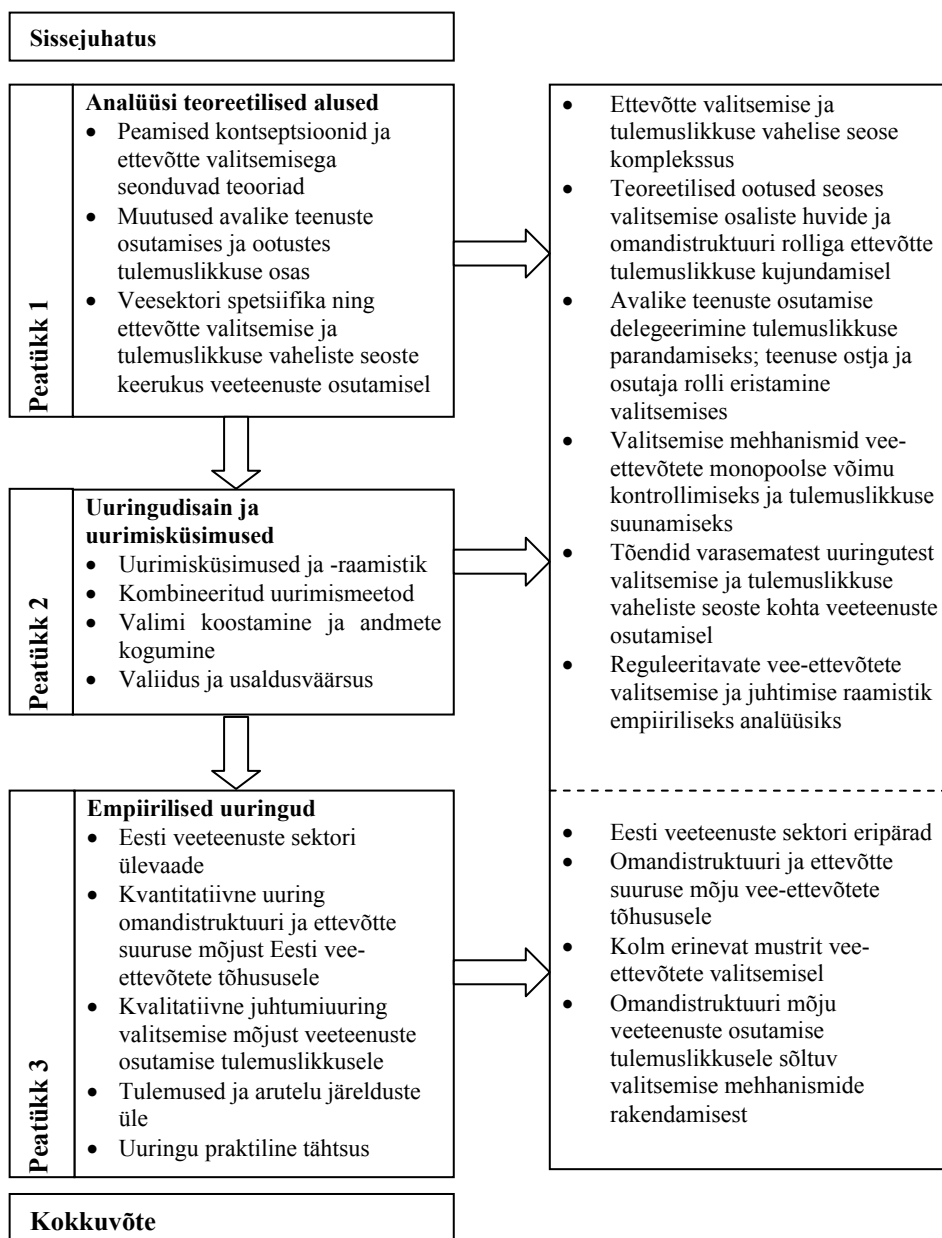 Sissejuhatus
Peatükk 1
Analüüsi teoreetilised alused
• Peamised kontseptsioonid ja
ettevõtte valitsemisega
seonduvad teooriad
• Muutused avalike teenuste
osutamises ja ootustes
tulemuslikkuse osas
• Veesektori spetsiifika ning
ettevõtte valitsemise ja
tulemuslikkuse vaheliste seoste
keerukus veeteenuste osutamisel
Peatükk 2
Uuringudisain ja
uurimisküsimused
• Uurimisküsimused ja -raamistik
• Kombineeritud uurimismeetod
• Valimi koostamine ja andmete
kogumine
• Valiidus ja usaldusväärsus
Peatükk 3
Empiirilised uuringud
• Eesti veeteenuste sektori
ülevaade
• Kvantitatiivne uuring
omandistruktuuri ja ettevõtte
suuruse mõjust Eesti vee-
ettevõtete tõhususele
• Kvalitatiivne juhtumiuuring
valitsemise mõjust veeteenuste
osutamise tulemuslikkusele
• Tulemused ja arutelu järelduste
üle
• Uuringu praktiline tähtsus
Kokkuvõte
• Ettevõtte valitsemise ja
tulemuslikkuse vahelise seose
komplekssus
• Teoreetilised ootused seoses
valitsemise osaliste huvide ja
omandistruktuuri rolliga ettevõtte
tulemuslikkuse kujundamisel
• Avalike teenuste osutamise
delegeerimine tulemuslikkuse
parandamiseks; teenuse ostja ja
osutaja rolli eristamine
valitsemises
• Valitsemise mehhanismid vee-
ettevõtete monopoolse võimu
kontrollimiseks ja tulemuslikkuse
suunamiseks
• Tõendid varasematest uuringutest
valitsemise ja tulemuslikkuse
vaheliste seoste kohta veeteenuste
osutamisel
• Reguleeritavate vee-ettevõtete
valitsemise ja juhtimise raamistik
empiiriliseks analüüsiks
• Eesti veeteenuste sektori eripärad
• Omandistruktuuri ja ettevõtte
suuruse mõju vee-ettevõtete
tõhususele
• Kolm erinevat mustrit vee-
ettevõtete valitsemisel
• Omandistruktuuri mõju
veeteenuste osutamise
tulemuslikkusele sõltuv
valitsemise mehhanismide
rakendamisest